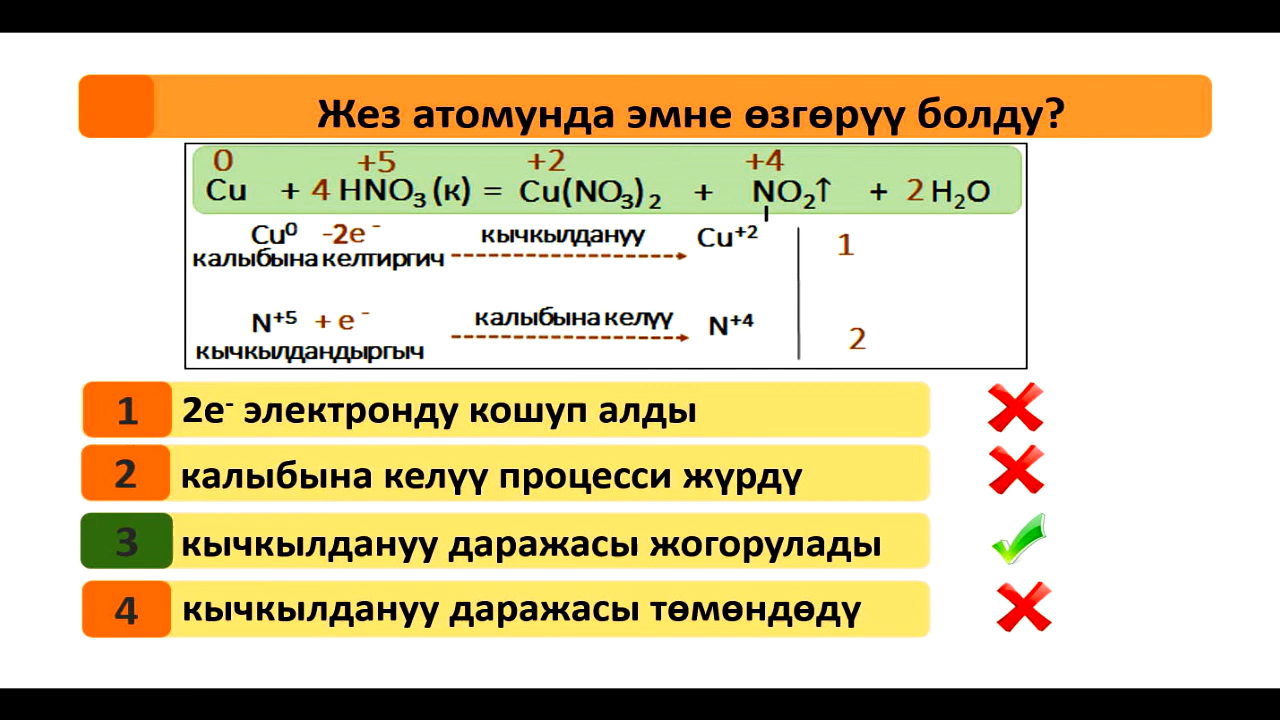 Жез атомунда эмне өзгөрүү болду?
0 +5 +2 +4
Cu + 4 HNO₃ (к) = Cu(NO₃)₂ + NO₂↑ + 2 H₂O
Cu⁰ -2e⁻ кычкылдануу Cu⁺² 1
калыбына келтиргич
N⁺⁵ + e⁻ калыбына келүү N⁺⁴ 2
кычкылдандыргыч
1 2е⁻ электронду кошуп алды
2 калыбына келүү процесси жүрдү
3 кычкылдануу даражасы жогорулады
4 кычкылдануу даражасы төмөндөдү